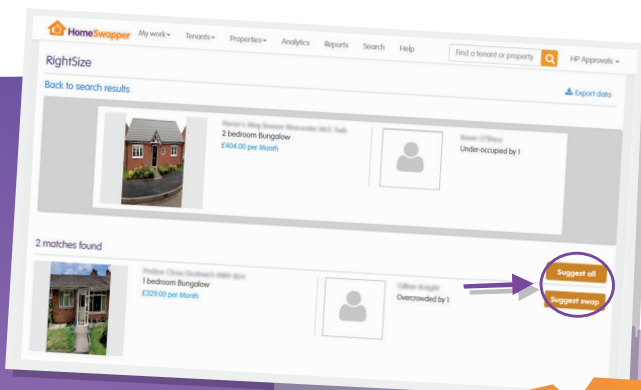 HomeSwapper My work Tenants Properties Analytics Reports Search Help Find a tenant or property HP Approvals
RightSize
Back to search results Export data
2 bedroom Bungalow
£404.00 per Month
Under-occupied by 1
2 matches found
Suggest all
1 bedroom Bungalow
£329.00 per Month
Overcrowded by 1
Suggest swap